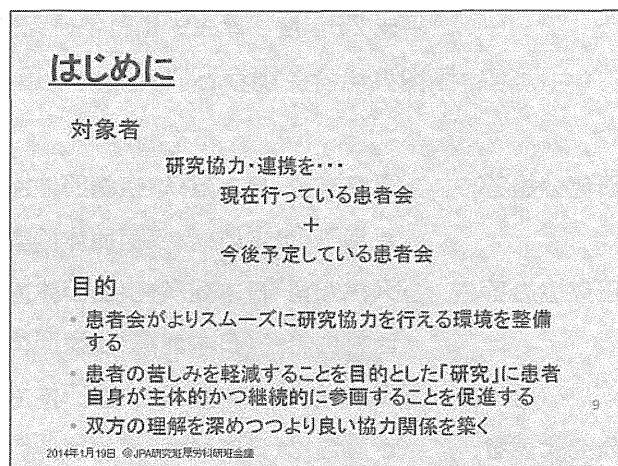 はじめに
対象者
研究協力・連携を・・・
現在行っている患者会
＋
今後予定している患者会
目的
• 患者会がよりスムーズに研究協力を行える環境を整備
する
• 患者の苦しみを軽減することを目的とした「研究」に患者
自身が主体的かつ継続的に参画することを促進する
• 双方の理解を深めつつより良い協力関係を築く
9
2014年1月19日 @JPA研究班厚労科研班会議